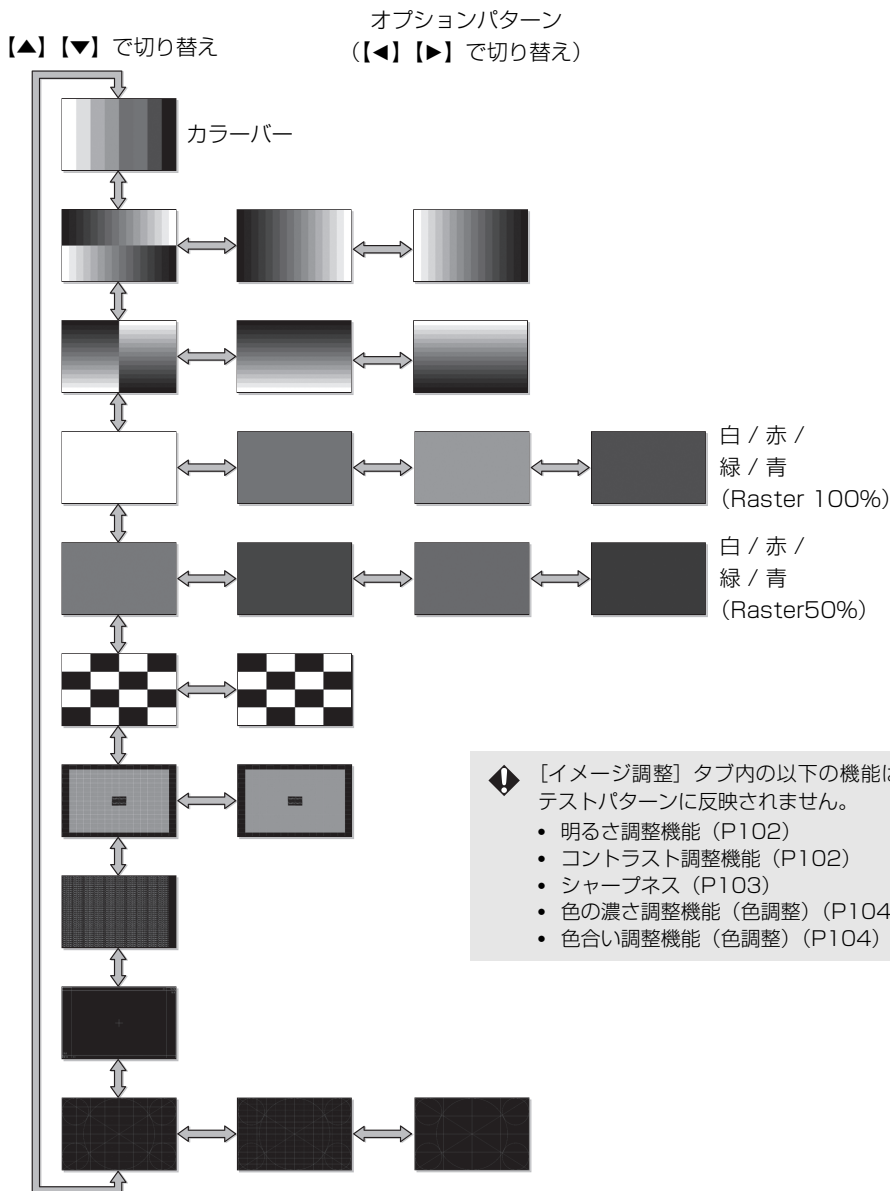 オプションパターン
【▲】【▼】で切り替え
（【◀】【▶】で切り替え）
カラーバー
白 / 赤 /
緑 / 青
（Raster 100%）
白 / 赤 /
緑 / 青
（Raster50%）
［イメージ調整］タブ内の以下の機能は
テストパターンに反映されません。
• 明るさ調整機能（P102）
• コントラスト調整機能（P102）
• シャープネス（P103）
• 色の濃さ調整機能（色調整）（P104
• 色合い調整機能（色調整）（P104）